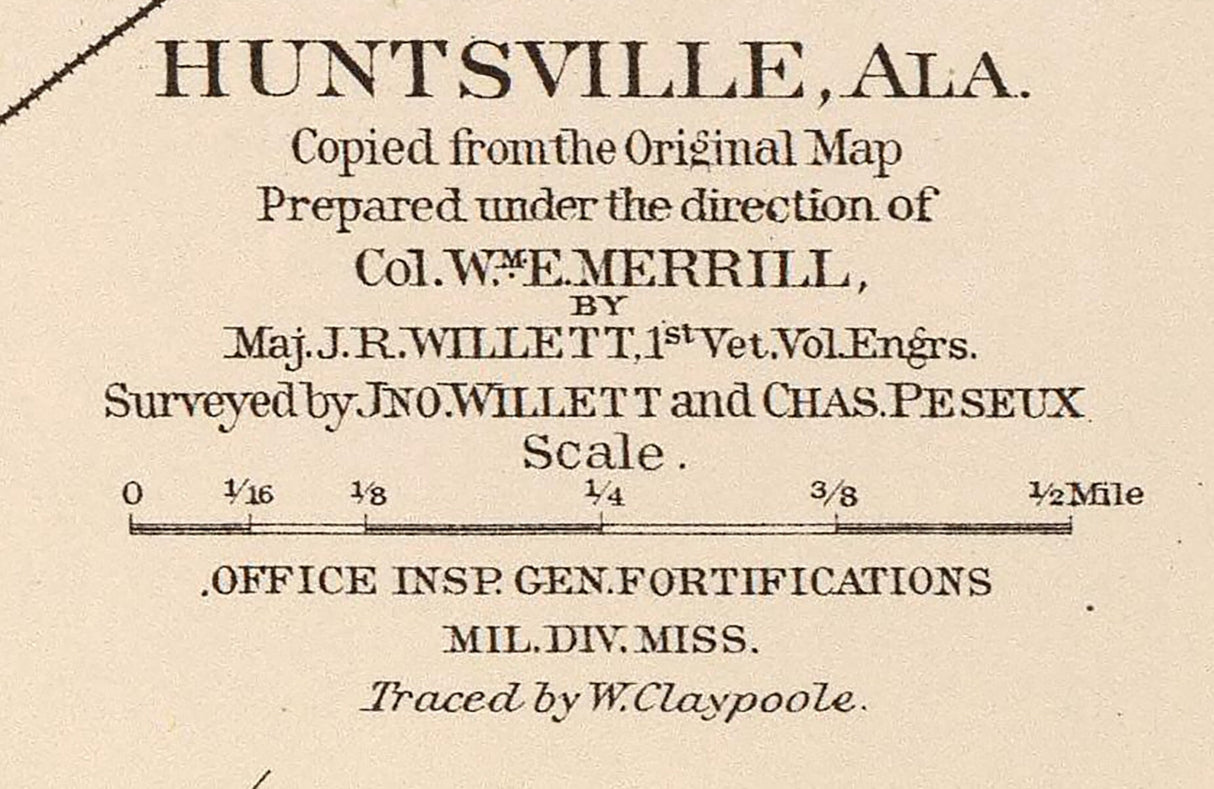 HUNTSVILLE, ALA.
Copied from the Original Map
Prepared under the direction of
Col. Wᴹ. E. MERRILL,
BY
Maj. J. R. WILLETT, 1st Vet. Vol. Engrs.
Surveyed by JNO. WILLETT and CHAS. PESEUX
Scale.
0 1/16 1/8 1/4 3/8 1/2 Mile
OFFICE INSP. GEN. FORTIFICATIONS
MIL. DIV. MISS.
Traced by W. Claypoole.